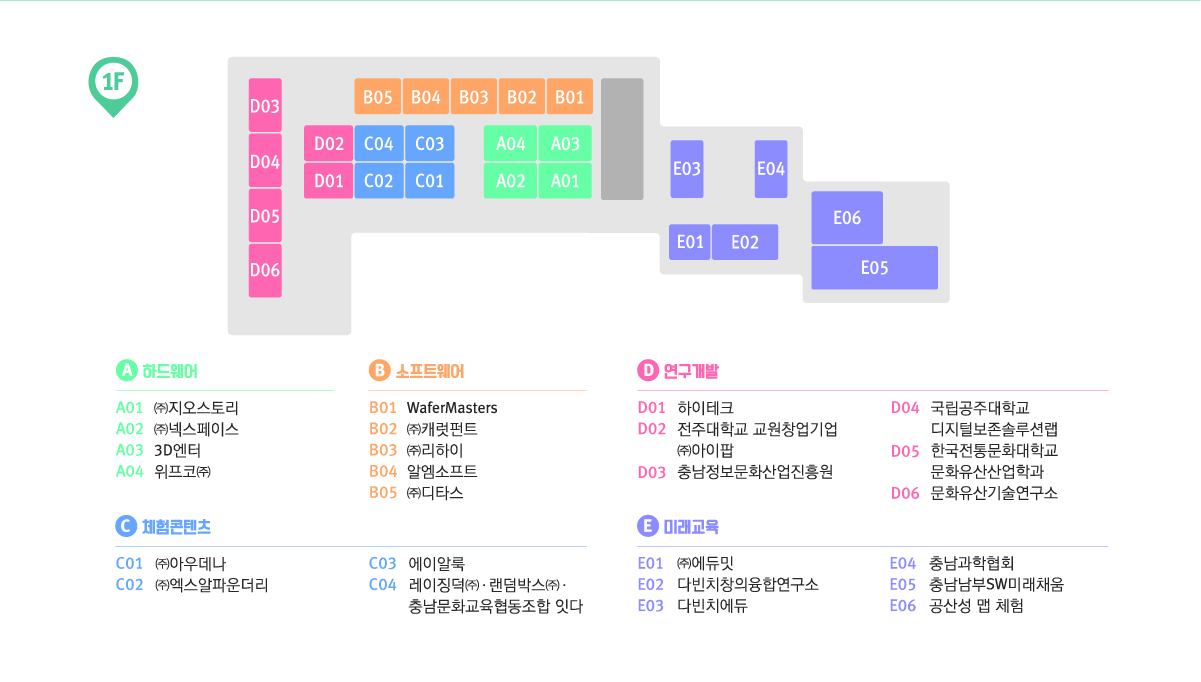 1F
D03
B05 B04 B03 B02 B01
D02 C04 C03 A04 A03
D04
E03 E04
D01 C02 C01 A02 A01
D05
E06
E01 E02
D06
E05
A 하드웨어
A01 ㈜지오스토리
A02 ㈜넥스페이스
A03 3D엔터
A04 위프코㈜
B 소프트웨어
B01 WaferMasters
B02 ㈜캐럿펀트
B03 ㈜리하이
B04 알엠소프트
B05 ㈜디타스
D 연구개발
D01 하이테크
D02 전주대학교 교원창업기업
㈜아이팝
D03 충남정보문화산업진흥원
D04 국립공주대학교
디지털보존솔루션랩
D05 한국전통문화대학교
문화유산산업학과
D06 문화유산기술연구소
C 체험콘텐츠
C01 ㈜아우데나
C02 ㈜엑스알파운더리
C03 에이알룩
C04 레이징덕㈜·랜덤박스㈜·
충남문화교육협동조합 잇다
E 미래교육
E01 ㈜에듀밋
E02 다빈치창의융합연구소
E03 다빈치에듀
E04 충남과학협회
E05 충남남부SW미래채움
E06 공산성 맵 체험